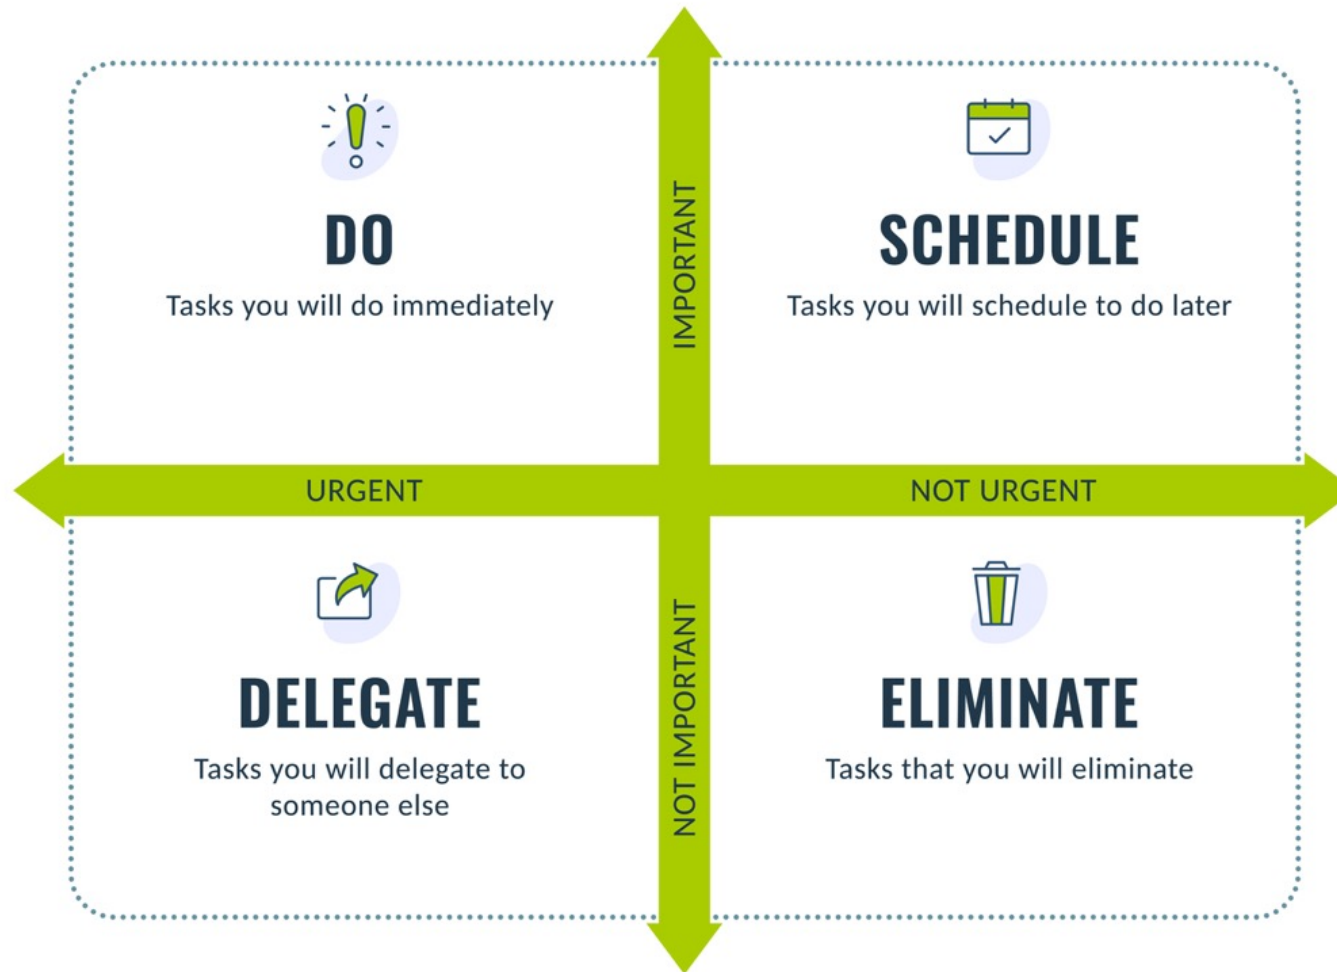 DO
Tasks you will do immediately
IMPORTANT
SCHEDULE
Tasks you will schedule to do later
URGENT
NOT URGENT
DELEGATE
Tasks you will delegate to
someone else
NOT IMPORTANT
ELIMINATE
Tasks that you will eliminate